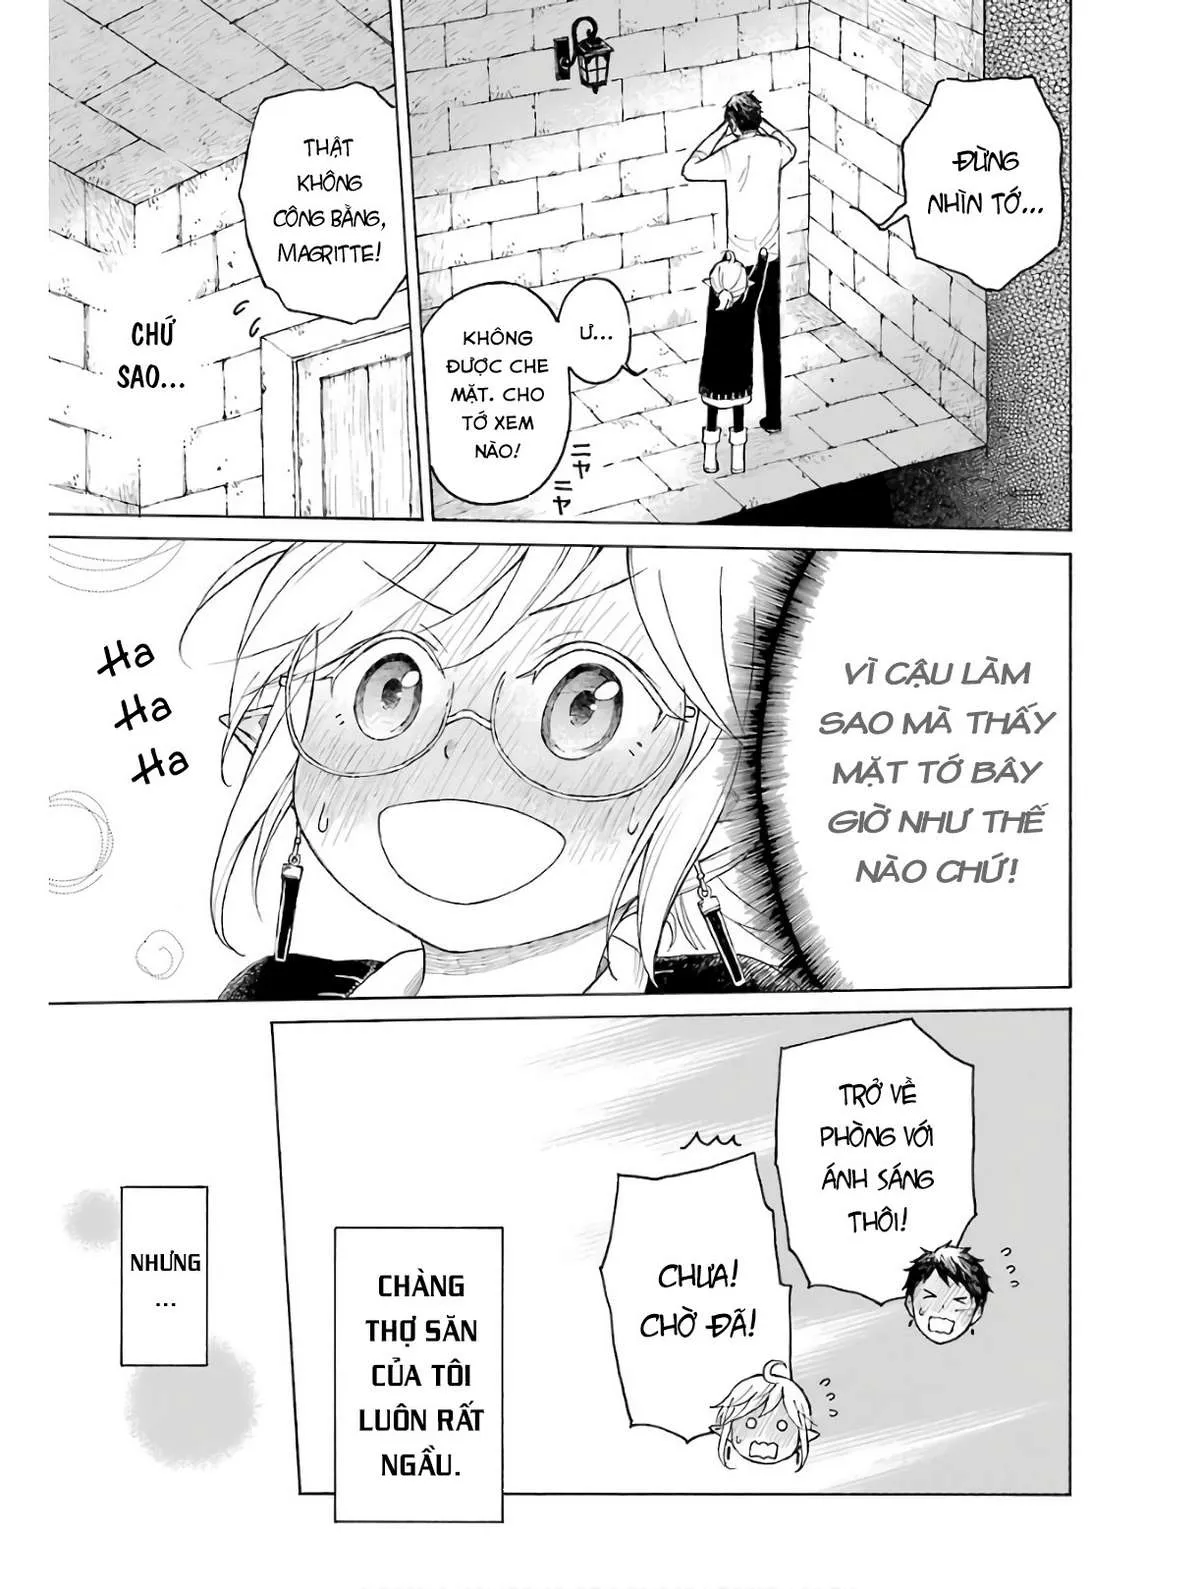 ĐỪNG
NHÌN TỚ...
Ư...
KHÔNG
ĐƯỢC CHE
MẶT. CHO
TỚ XEM
NÀO!
ニヤ
ニヤ
THẬT
KHÔNG
CÔNG BẰNG,
MAGRITTE!
CHỨ
SAO...
VÌ CẬU LÀM
SAO MÀ THẤY
MẶT TỚ BÂY
GIỜ NHƯ THẾ
NÀO CHỨ!
Ha
Ha
Ha
TRỞ VỀ
PHÒNG VỚI
ÁNH SÁNG
THÔI!
CHƯA!
CHỜ ĐÃ!
CHÀNG
THỢ SĂN
CỦA TÔI
LUÔN RẤT
NGẦU.
NHƯNG
...